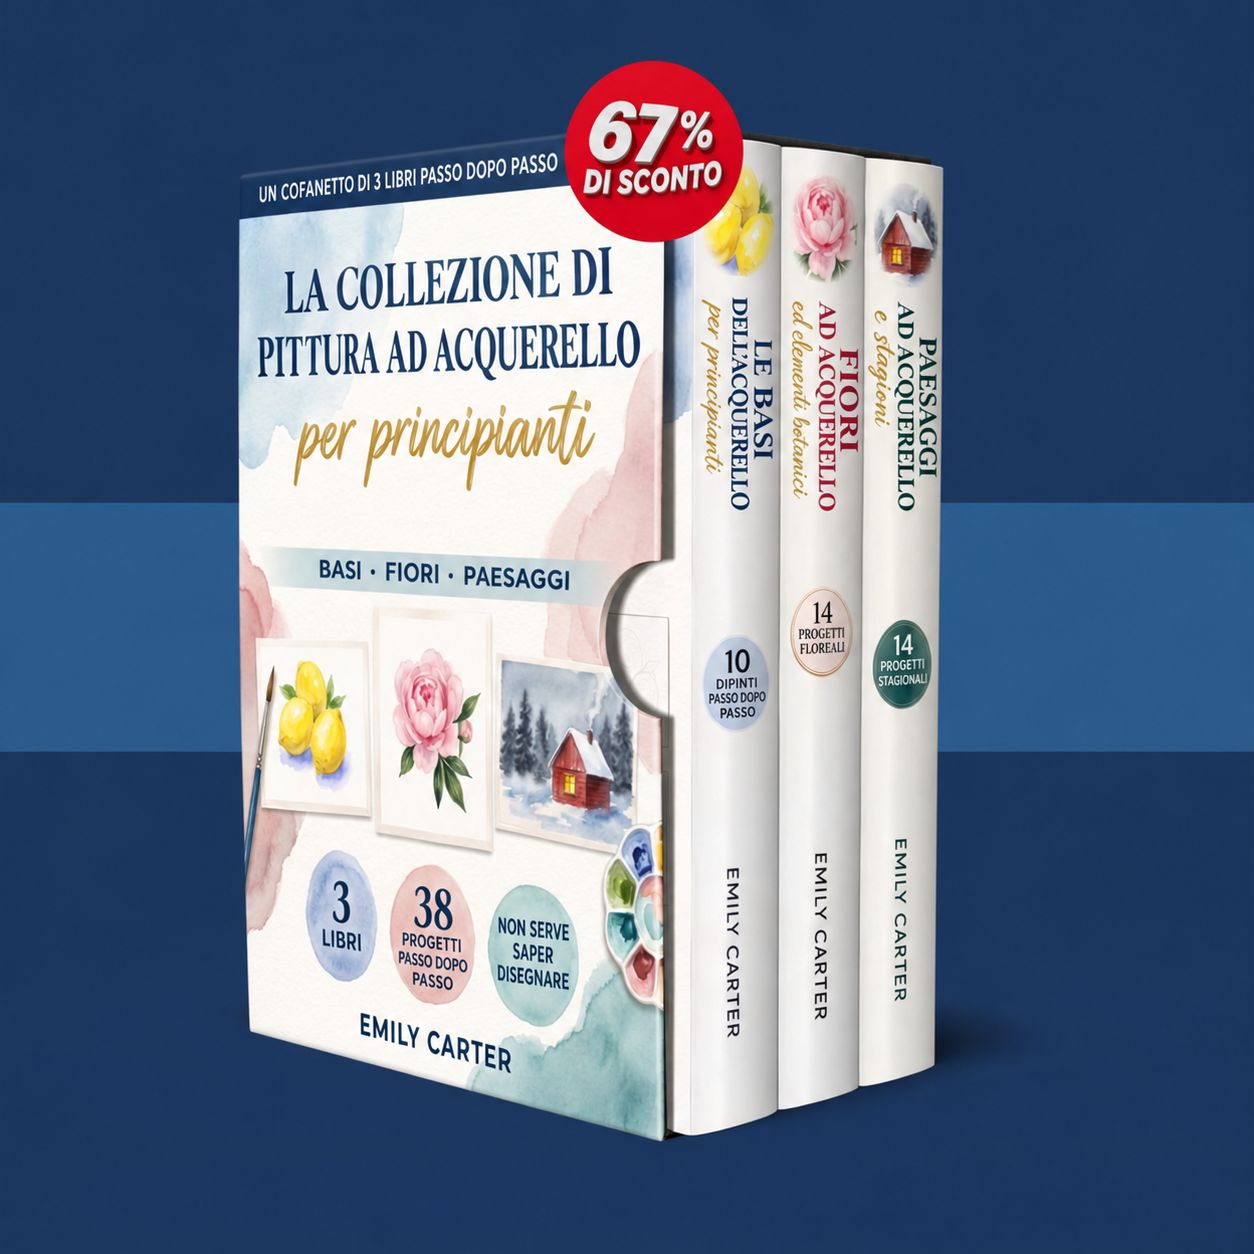 67%
DI SCONTO
UN COFANETTO DI 3 LIBRI PASSO DOPO PASSO
LA COLLEZIONE DI
PITTURA AD ACQUERELLO
per principianti
BASI · FIORI · PAESAGGI
3
LIBRI
38
PROGETTI
PASSO DOPO
PASSO
NON SERVE
SAPER
DISEGNARE
EMILY CARTER
LE BASI
DELL'ACQUERELLO
per principianti
10
DIPINTI
PASSO DOPO
PASSO
EMILY CARTER
FIORI
AD ACQUERELLO
ed elementi botanici
14
PROGETTI
FLOREALI
EMILY CARTER
PAESAGGI
AD ACQUERELLO
e stagioni
14
PROGETTI
STAGIONALI
EMILY CARTER